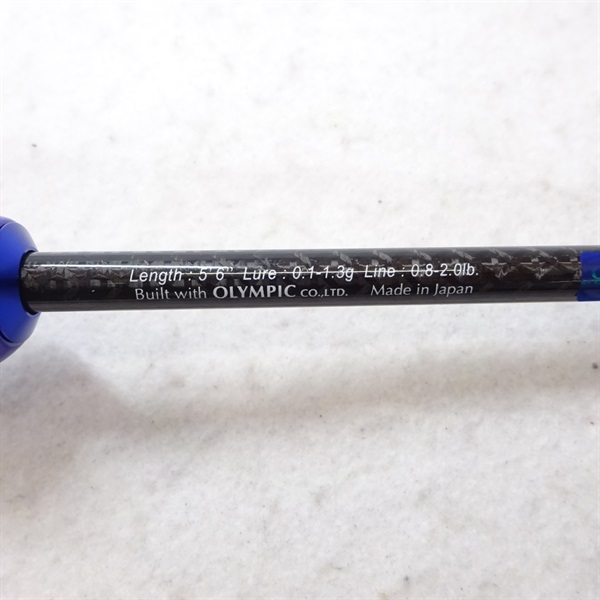 Length : 5'6" Lure : 0.1-1.3g Line : 0.8-2.0lb.
Built with OLYMPIC CO.,LTD. Made in Japan